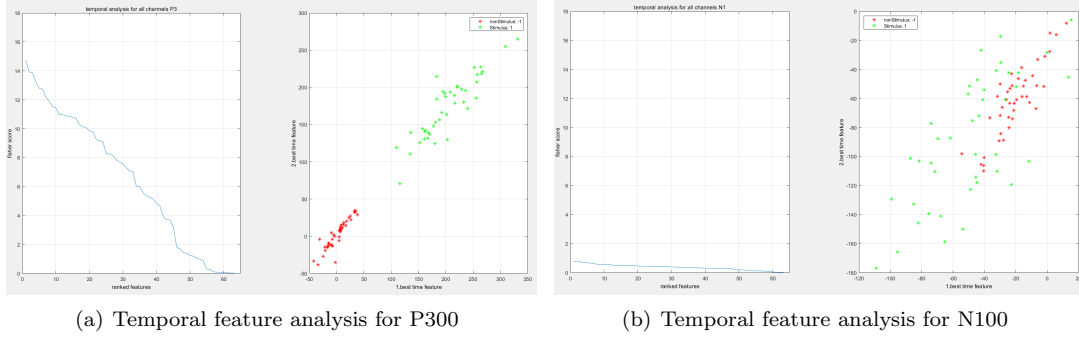 temporal analysis for all channels P3
fisher score
18
16
14
12
10
8
6
4
2
0
0 10 20 30 40 50 60
ranked features
2.best time feature
300
250
200
150
100
50
0
-50
-50 0 50 100 150 200 250 300 350
1.best time feature
nonStimulus: -1
Stimulus: 1
(a) Temporal feature analysis for P300
temporal analysis for all channels N1
fisher score
18
16
14
12
10
8
6
4
2
0
0 10 20 30 40 50 60
ranked features
2.best time feature
0
-20
-40
-60
-80
-100
-120
-140
-160
-180
-120 -100 -80 -60 -40 -20 0 20
1.best time feature
nonStimulus: -1
Stimulus: 1
(b) Temporal feature analysis for N100